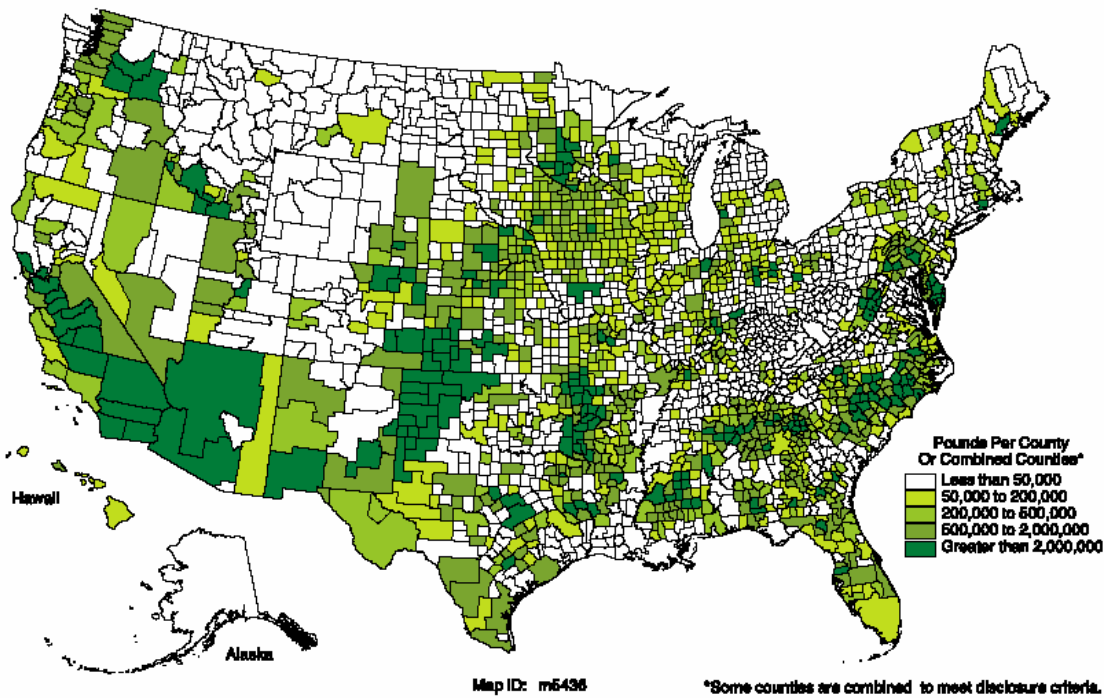 Pounds Per County
Or Combined Counties*
Less than 50,000
50,000 to 200,000
200,000 to 500,000
500,000 to 2,000,000
Greater than 2,000,000
Hawaii
Alaska
Map ID: m5436
*Some counties are combined to meet disclosure criteria.